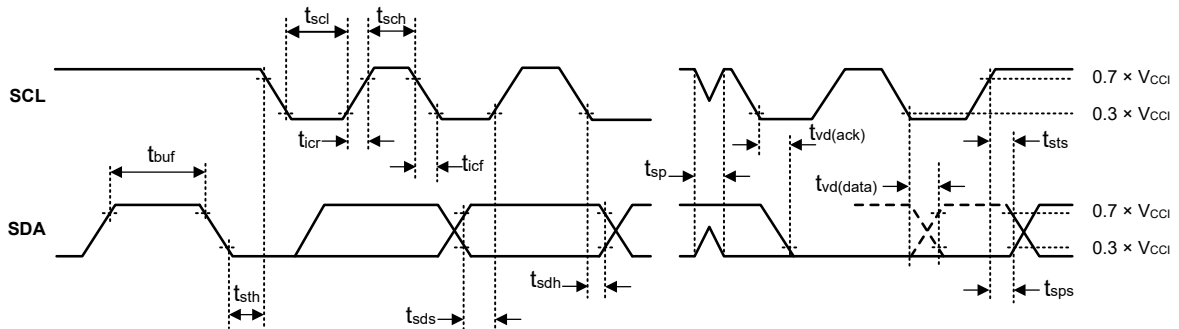 tscl
tsch
SCL
0.7 × VCCI
0.3 × VCCI
ticr
tvd(ack)
tsts
tbuf
ticf
tsp
tvd(data)
SDA
0.7 × VCCI
0.3 × VCCI
tsth
tsdh
tsds
tsps